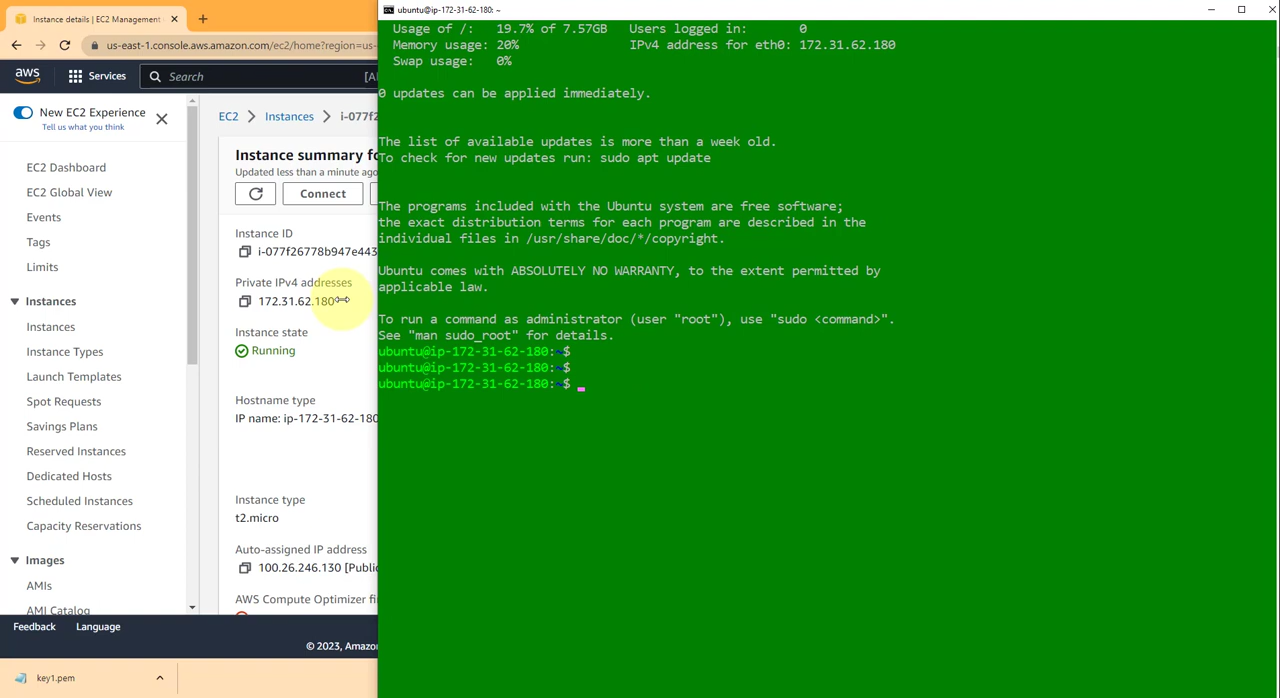 Instance details | EC2 Management
us-east-1.console.aws.amazon.com/ec2/home?region=us-
aws
Services
Search
[Al
New EC2 Experience
Tell us what you think
EC2 Dashboard
EC2 Global View
Events
Tags
Limits
Instances
Instances
Instance Types
Launch Templates
Spot Requests
Savings Plans
Reserved Instances
Dedicated Hosts
Scheduled Instances
Capacity Reservations
Images
AMIs
AMI Catalog
EC2 > Instances > i-077f2
Instance summary fo
Updated less than a minute ago
Connect
Instance ID
i-077f26778b947e443
Private IPv4 addresses
172.31.62.180
Instance state
Running
Hostname type
IP name: ip-172-31-62-180
Instance type
t2.micro
Auto-assigned IP address
100.26.246.130 [Public
AWS Compute Optimizer fi
Feedback
Language
© 2023, Amazo
key1.pem
ubuntu@ip-172-31-62-180: ~
Usage of /: 19.7% of 7.57GB Users logged in: 0
Memory usage: 20% IPv4 address for eth0: 172.31.62.180
Swap usage: 0%
0 updates can be applied immediately.
The list of available updates is more than a week old.
To check for new updates run: sudo apt update
The programs included with the Ubuntu system are free software;
the exact distribution terms for each program are described in the
individual files in /usr/share/doc/*/copyright.
Ubuntu comes with ABSOLUTELY NO WARRANTY, to the extent permitted by
applicable law.
To run a command as administrator (user "root"), use "sudo <command>".
See "man sudo_root" for details.
ubuntu@ip-172-31-62-180:~$
ubuntu@ip-172-31-62-180:~$
ubuntu@ip-172-31-62-180:~$